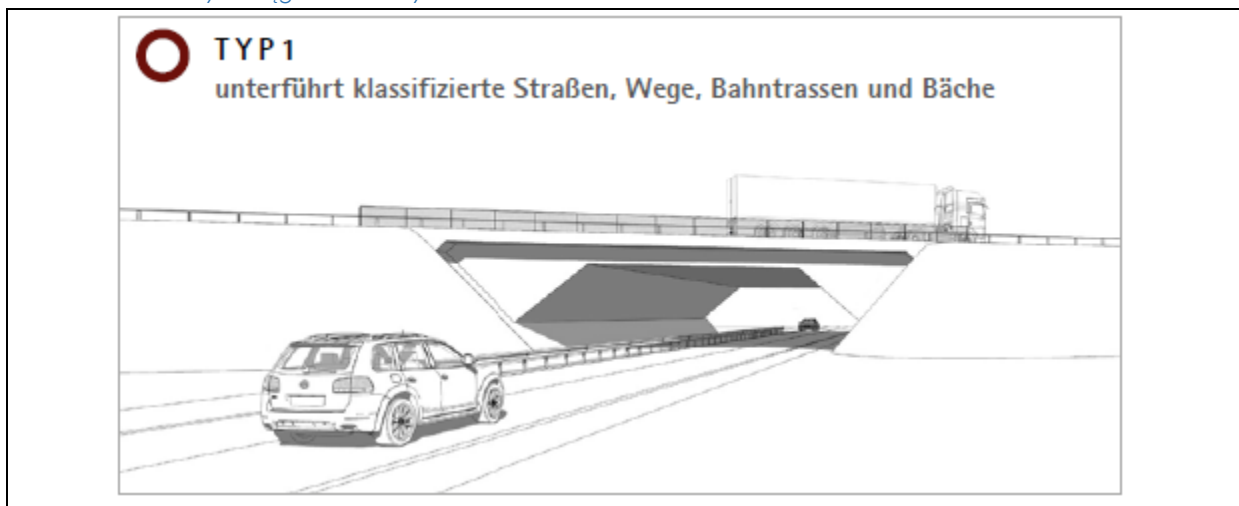 TYP1
unterführt klassifizierte Straßen, Wege, Bahntrassen und Bäche